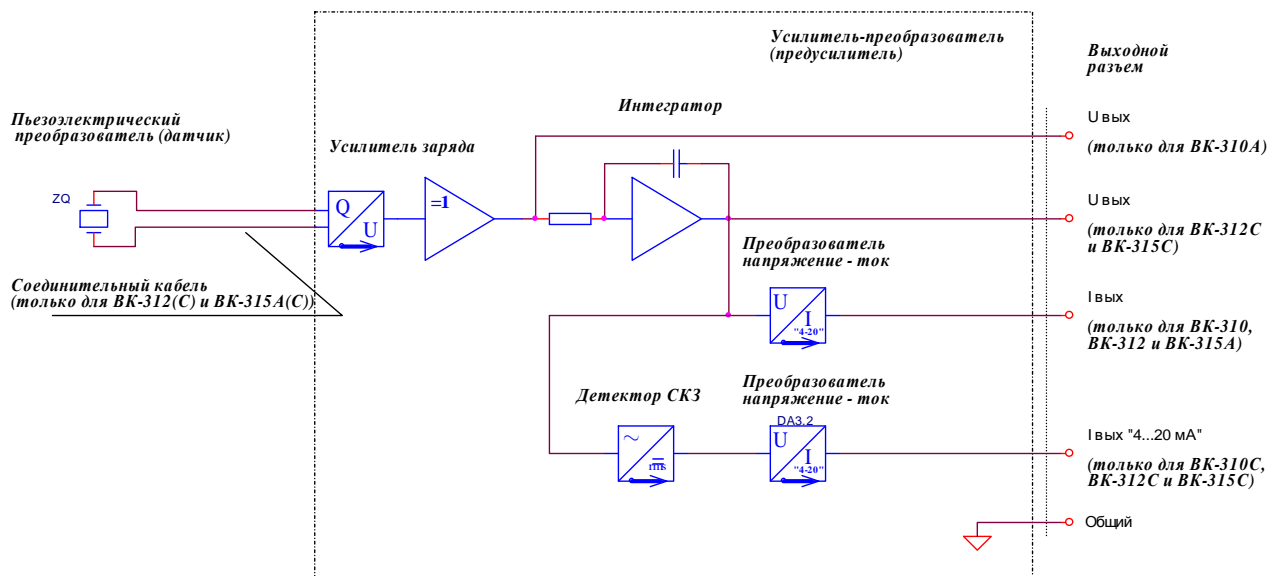 Усилитель-преобразователь
(предусилитель)
Выходной
разъем
Пьезоэлектрический
преобразователь (датчик)
Усилитель заряда
Интегратор
U вых
(только для ВК-310А)
ZQ
Q
U
=1
U вых
(только для ВК-312С
и ВК-315С)
Преобразователь
напряжение - ток
Соединительный кабель
(только для ВК-312(С) и ВК-315А(С))
U
I
"4-20"
I вых
(только для ВК-310,
ВК-312 и ВК-315А)
Детектор СКЗ
Преобразователь
напряжение - ток
DA3.2
~
U
I
"4-20"
I вых "4...20 мА"
(только для ВК-310С,
ВК-312С и ВК-315С)
Общий